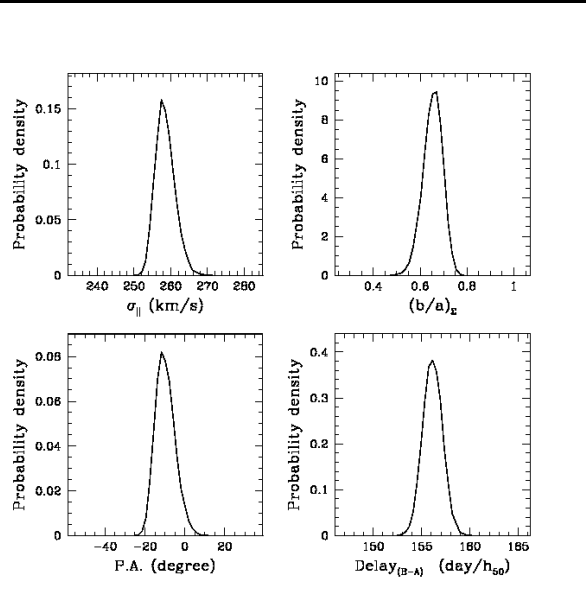 Probability density
0.15
0.1
0.05
0
240 250 260 270 280
σ∥ (km/s)
Probability density
10
8
6
4
2
0
0.4 0.6 0.8 1
(b/a)Σ
Probability density
0.08
0.06
0.04
0.02
0
−40 −20 0 20
P.A. (degree)
Probability density
0.4
0.3
0.2
0.1
0
150 155 160 165
Delay(B−A) (day/h50)